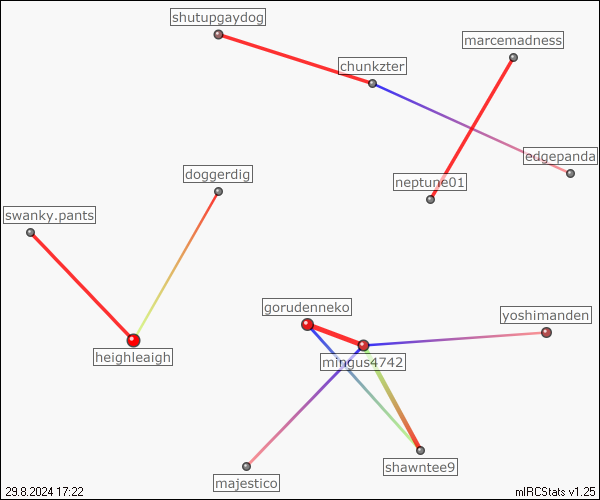 shutupgaydog
marcemadness
chunkzter
edgepanda
doggerdig
neptune01
swanky.pants
gorudenneko
yoshimanden
heighleaigh
mingus4742
shawntee9
majestico
29.8.2024 17:22
mIRCStats v1.25